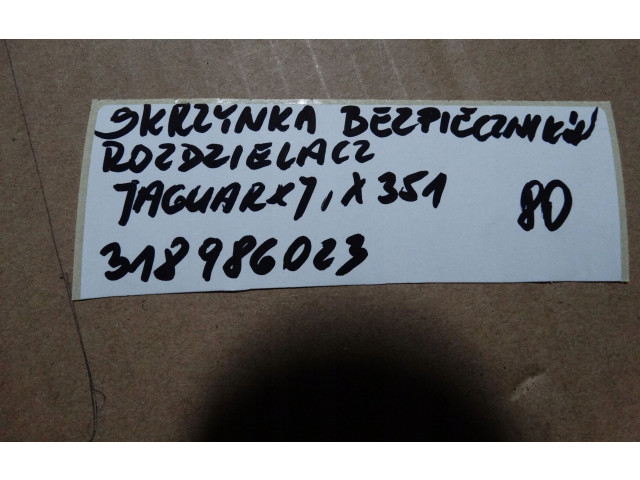 SKRZYNKA BEZPIECZNIKÓW
ROZDZIELACZ
JAGUAR XJ, X351 80
318986023